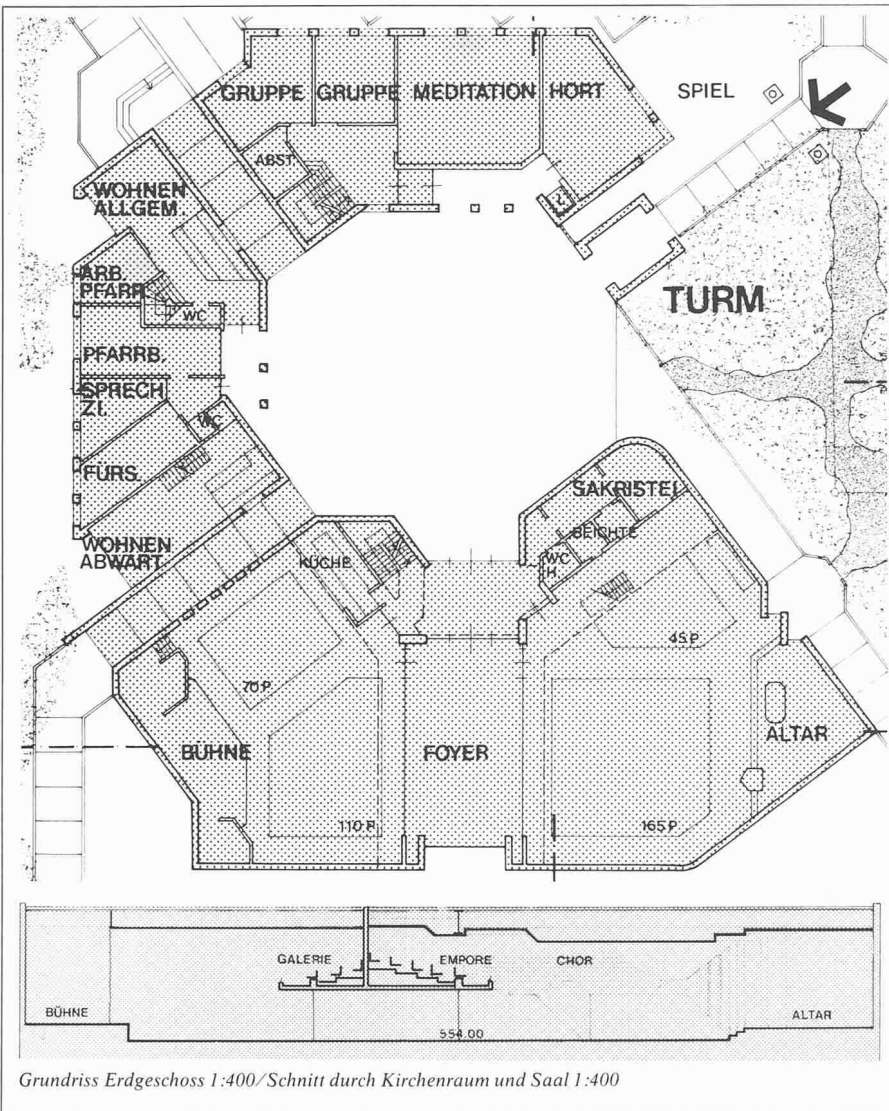 GRUPPE GRUPPE MEDITATION HORT SPIEL
ABST.
WOHNEN
ALLGEM.
ARB.
PFARR.
WC
TURM
PFARRB.
SPRECH
ZI.
WC
FÜRS.
SAKRISTEI
WOHNEN
ABWART
KÜCHE
BEICHTE
WC
H.
45 P
70 P
ALTAR
BÜHNE
FOYER
110 P
165 P
GALERIE
EMPORE
CHOR
BÜHNE
554.00
ALTAR
Grundriss Erdgeschoss 1:400/Schnitt durch Kirchenraum und Saal 1:400